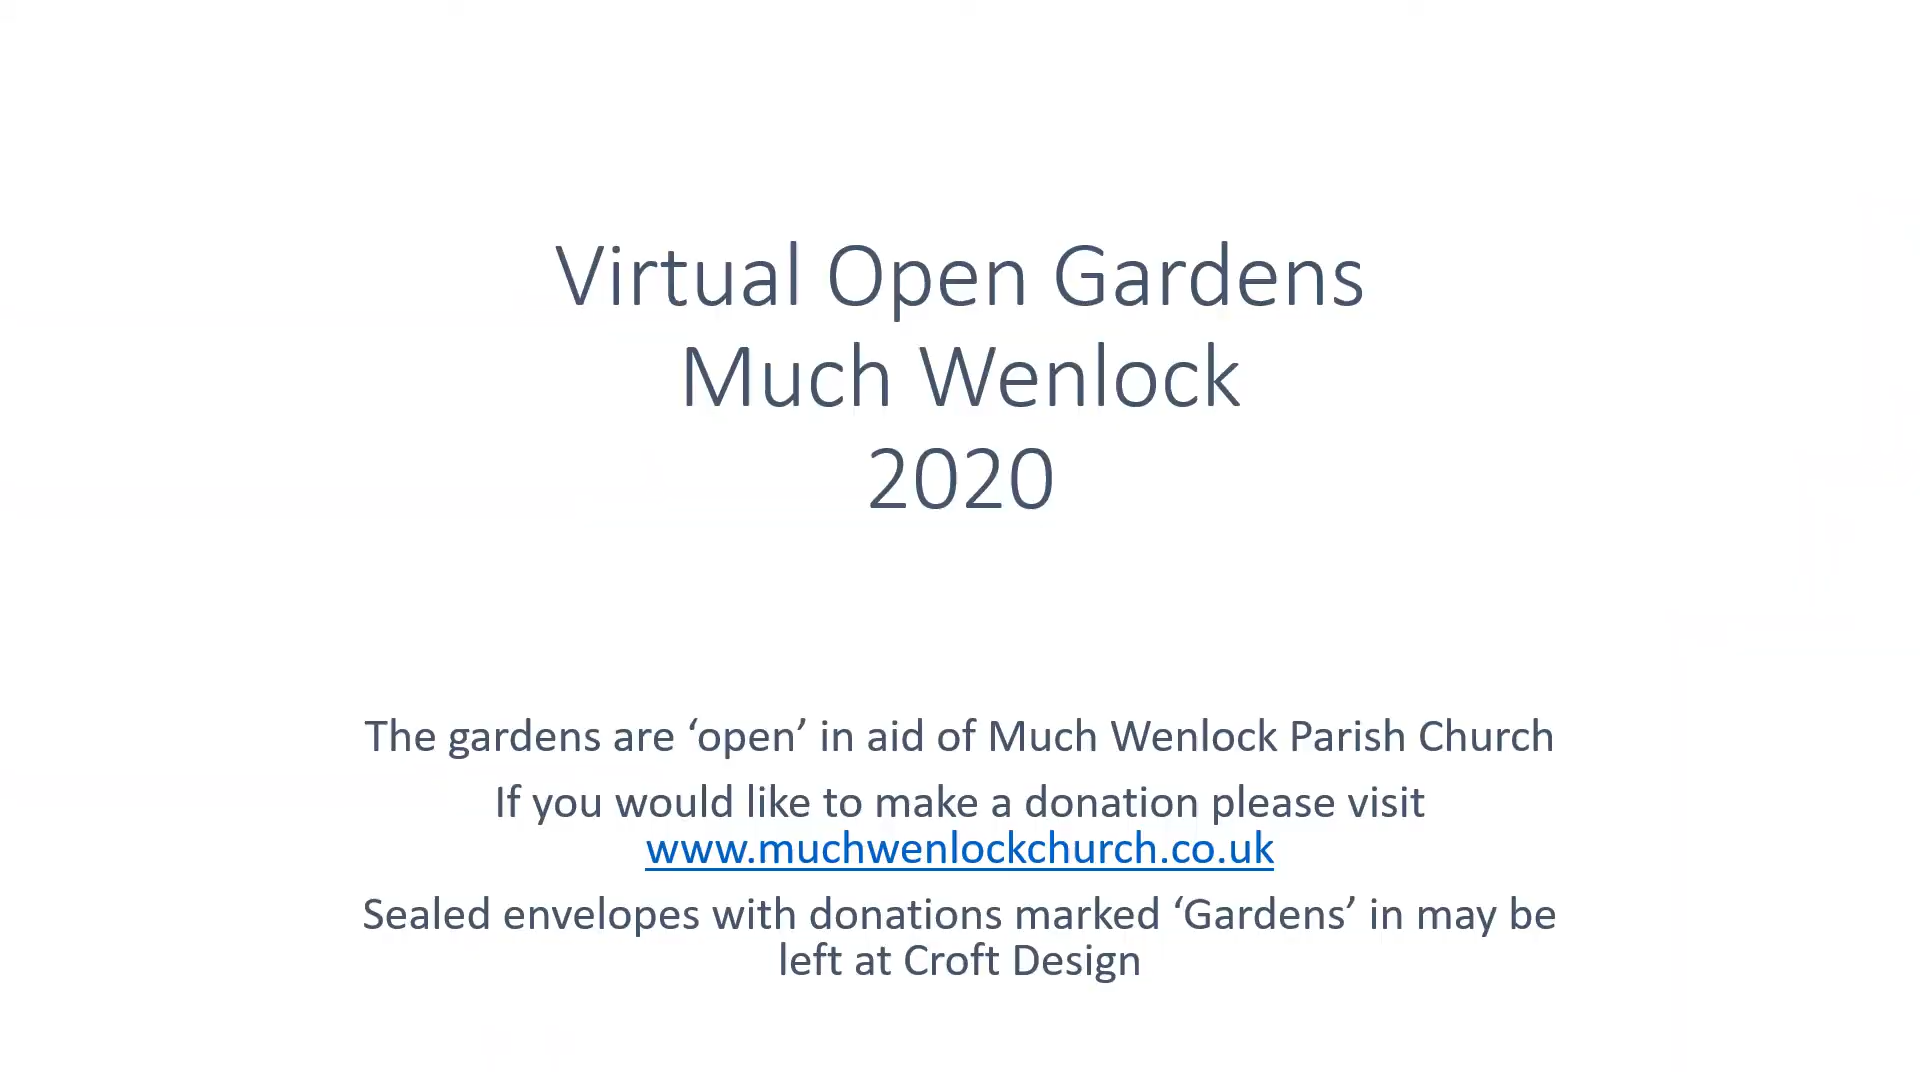 Virtual Open Gardens
Much Wenlock
2020
The gardens are ‘open’ in aid of Much Wenlock Parish Church
If you would like to make a donation please visit
www.muchwenlockchurch.co.uk
Sealed envelopes with donations marked ‘Gardens’ in may be
left at Croft Design